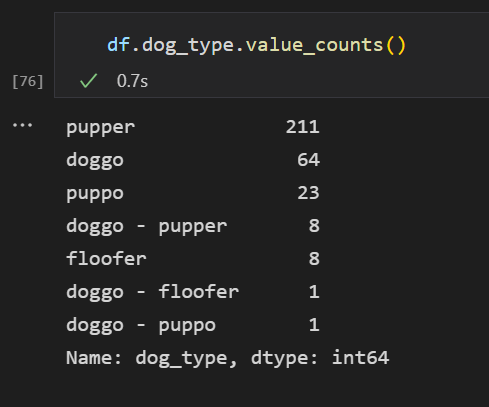 df.dog_type.value_counts()
[76] ✓ 0.7s
... pupper 211
doggo 64
puppo 23
doggo - pupper 8
floofer 8
doggo - floofer 1
doggo - puppo 1
Name: dog_type, dtype: int64